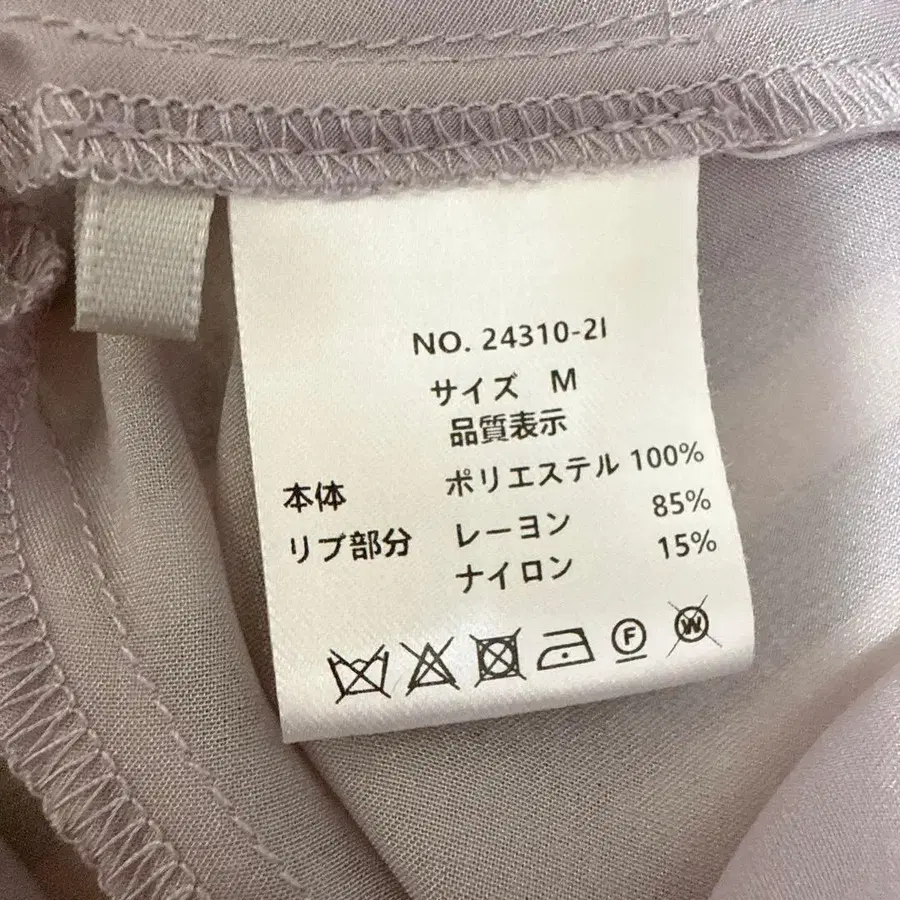 NO. 24310-2I
サイズ M
品質表示
本体 ポリエステル 100%
リブ部分 レーヨン 85%
ナイロン 15%
F W